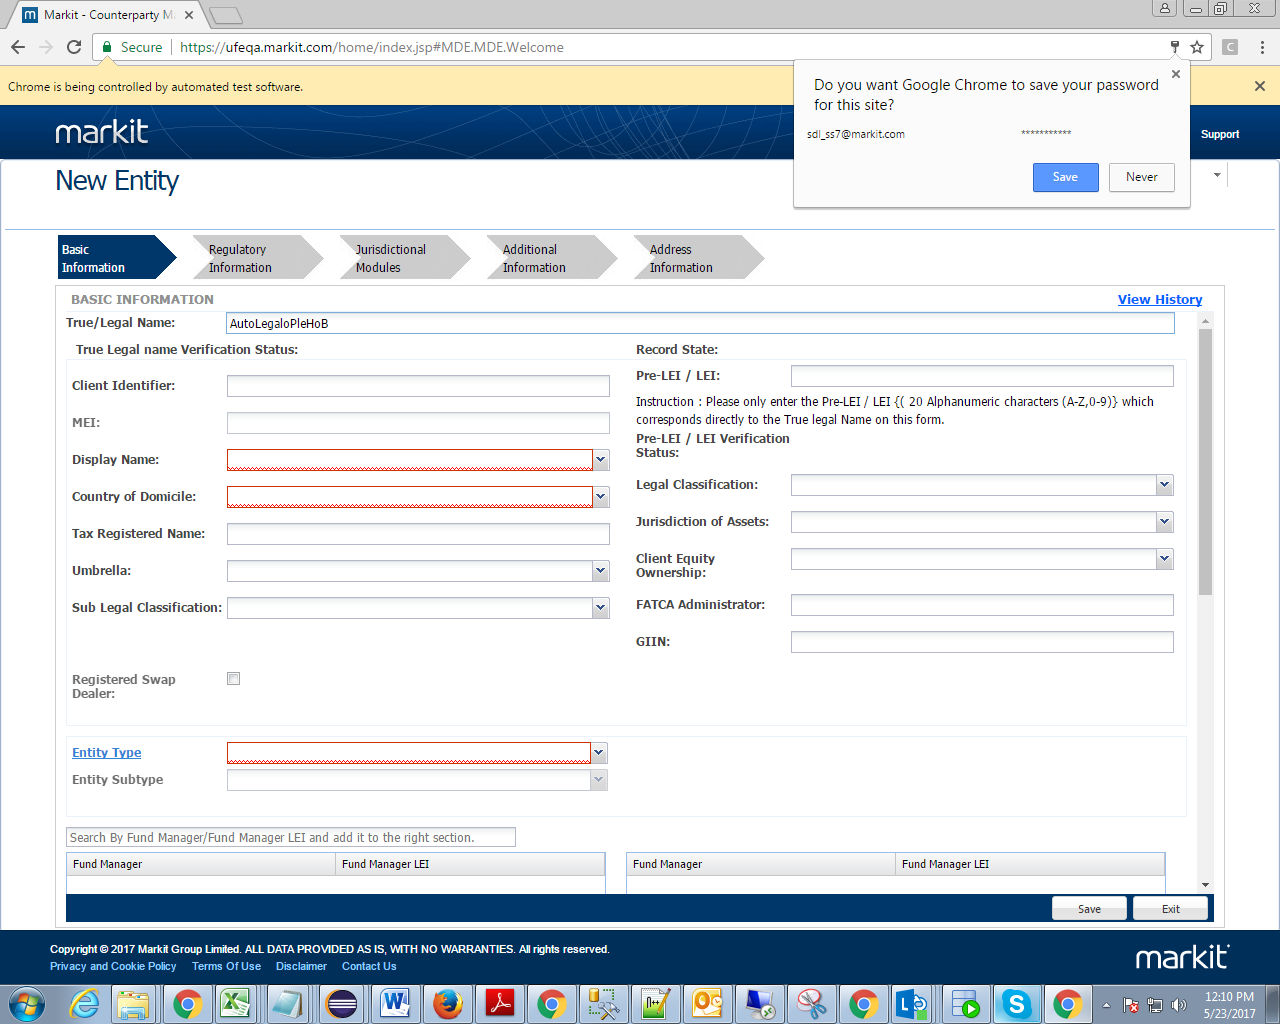 Markit - Counterparty Ma
Secure
https://ufeqa.markit.com/home/index.jsp#MDE.MDE.Welcome
Chrome is being controlled by automated test software.
Do you want Google Chrome to save your password
for this site?
sdl_ss7@markit.com ***********
Save Never
markit
Support
New Entity
Basic
Information
Regulatory
Information
Jurisdictional
Modules
Additional
Information
Address
Information
BASIC INFORMATION
View History
True/Legal Name:
AutoLegaloPleHoB
True Legal name Verification Status:
Record State:
Client Identifier:
Pre-LEI / LEI:
Instruction : Please only enter the Pre-LEI / LEI {( 20 Alphanumeric characters (A-Z,0-9)} which
corresponds directly to the True legal Name on this form.
MEI:
Pre-LEI / LEI Verification
Status:
Display Name:
Legal Classification:
Country of Domicile:
Jurisdiction of Assets:
Tax Registered Name:
Client Equity
Ownership:
Umbrella:
FATCA Administrator:
Sub Legal Classification:
GIIN:
Registered Swap
Dealer:
Entity Type
Entity Subtype
Search By Fund Manager/Fund Manager LEI and add it to the right section.
Fund Manager Fund Manager LEI
Fund Manager Fund Manager LEI
Save Exit
Copyright © 2017 Markit Group Limited. ALL DATA PROVIDED AS IS, WITH NO WARRANTIES. All rights reserved.
Privacy and Cookie Policy Terms Of Use Disclaimer Contact Us
markit
12:10 PM
5/23/2017